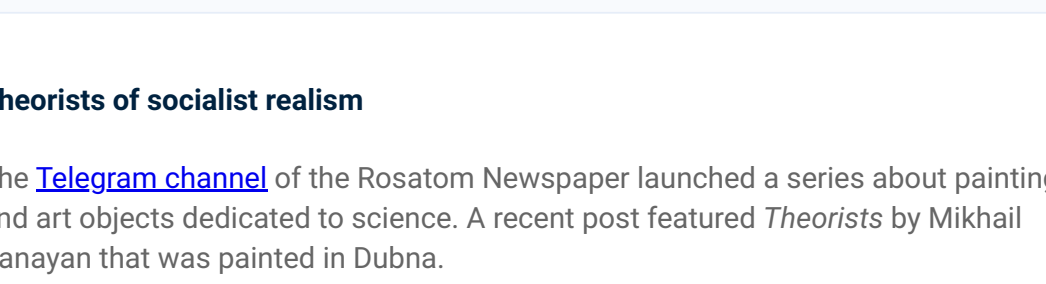 heorists of socialist realism
he Telegram channel of the Rosatom Newspaper launched a series about painting
nd art objects dedicated to science. A recent post featured Theorists by Mikhail
anayan that was painted in Dubna.